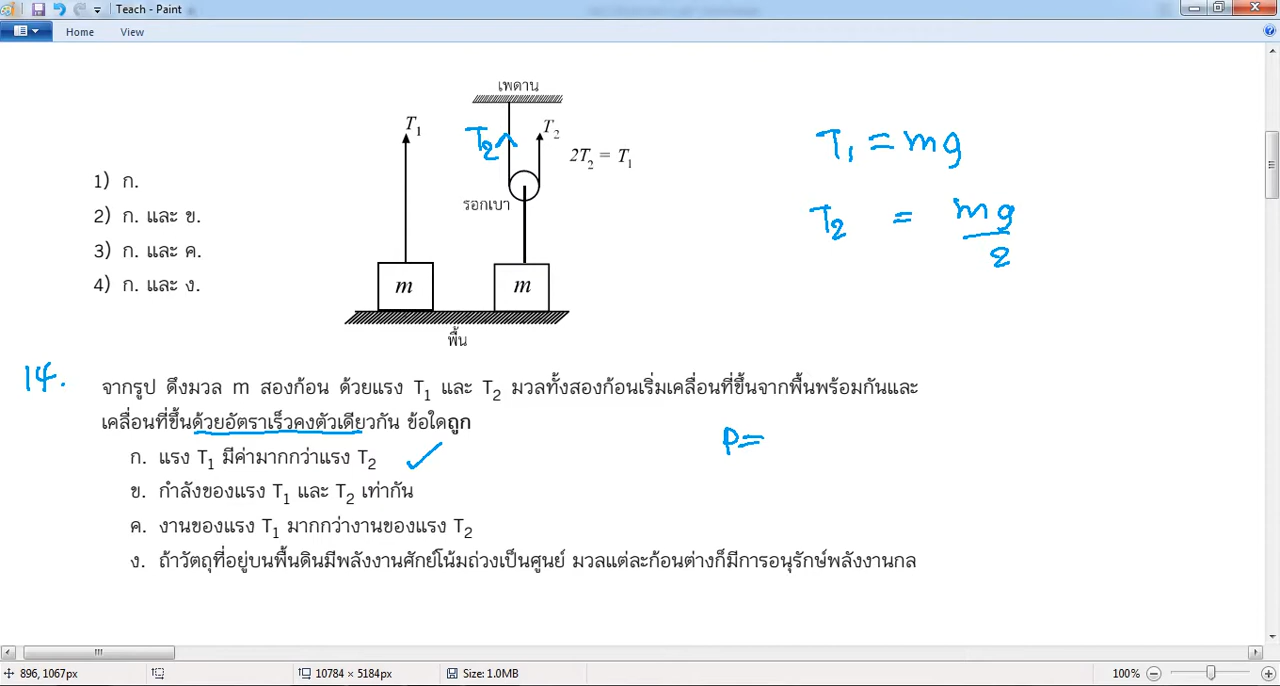 Teach - Paint
Home View
เพดาน
T1
T2
T2
2T2 = T1
T1 = mg
T2 = mg/2
1) ก.
2) ก. และ ข.
3) ก. และ ค.
4) ก. และ ง.
รอกเบา
m
m
พื้น
14.
จากรูป ดึงมวล m สองก้อน ด้วยแรง T1 และ T2 มวลทั้งสองก้อนเริ่มเคลื่อนที่ขึ้นจากพื้นพร้อมกันและ
เคลื่อนที่ขึ้นด้วยอัตราเร็วคงตัวเดียวกัน ข้อใดถูก
P=
ก. แรง T1 มีค่ามากกว่าแรง T2
ข. กำลังของแรง T1 และ T2 เท่ากัน
ค. งานของแรง T1 มากกว่างานของแรง T2
ง. ถ้าวัตถุที่อยู่บนพื้นดินมีพลังงานศักย์โน้มถ่วงเป็นศูนย์ มวลแต่ละก้อนต่างก็มีการอนุรักษ์พลังงานกล
896, 1067px
10784 × 5184px
Size: 1.0MB
100%